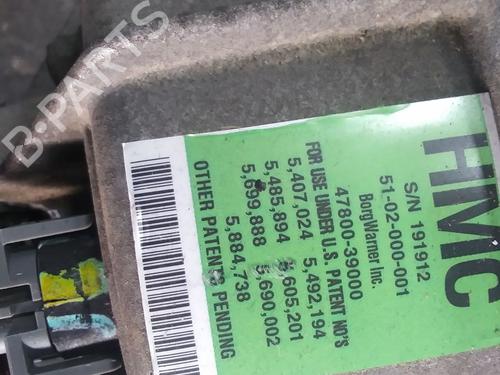 HMC
S/N 191912
51-02-000-001
BorgWarner Inc.
47800-39000
FOR USE UNDER U.S. PATENT NO'S
5,407,024 5,492,194
5,485,894 5,605,201
5,699,888 5,690,002
5,884,738
OTHER PATENTS PENDING
B-PARTS